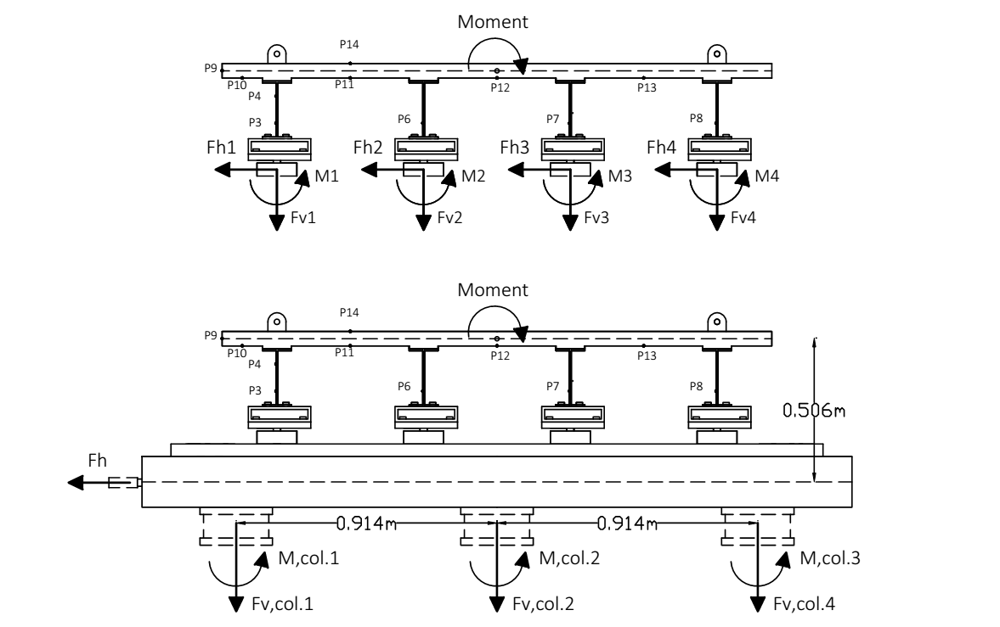 Moment
P14
P9
P10 P11 P12 P13
P4
P3 P6 P7 P8
Fh1 Fh2 Fh3 Fh4
M1 M2 M3 M4
Fv1 Fv2 Fv3 Fv4
Moment
P14
P9
P10 P11 P12 P13
P4
P3 P6 P7 P8
0.506m
Fh
0.914m 0.914m
M,col.1 M,col.2 M,col.3
Fv,col.1 Fv,col.2 Fv,col.4